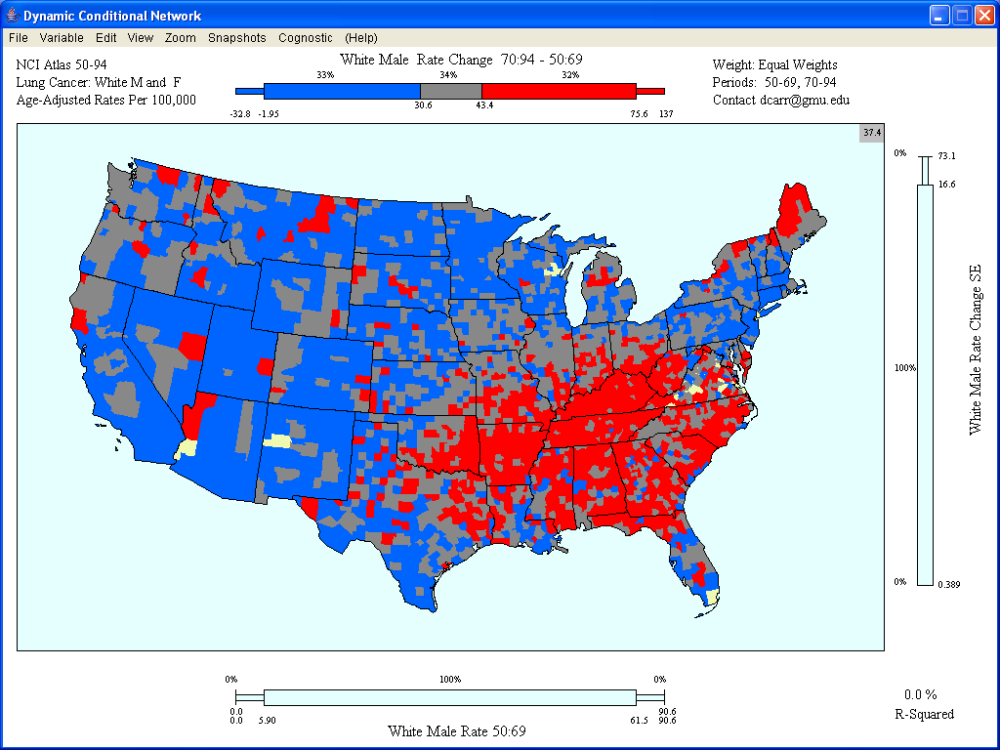 Dynamic Conditional Network
File Variable Edit View Zoom Snapshots Cognostic (Help)
NCI Atlas 50-94
Lung Cancer: White M and F
Age-Adjusted Rates Per 100,000
White Male Rate Change 70:94 - 50:69
33% 34% 32%
30.6 43.4
-32.8 -1.95 75.6 137
Weight: Equal Weights
Periods: 50-69, 70-94
Contact dcarr@gmu.edu
37.4
0% 73.1
16.6
100%
White Male Rate Change SE
0% 0.389
0% 100% 0%
0.0 90.6
0.0 5.90 61.5 90.6
White Male Rate 50:69
0.0 %
R-Squared